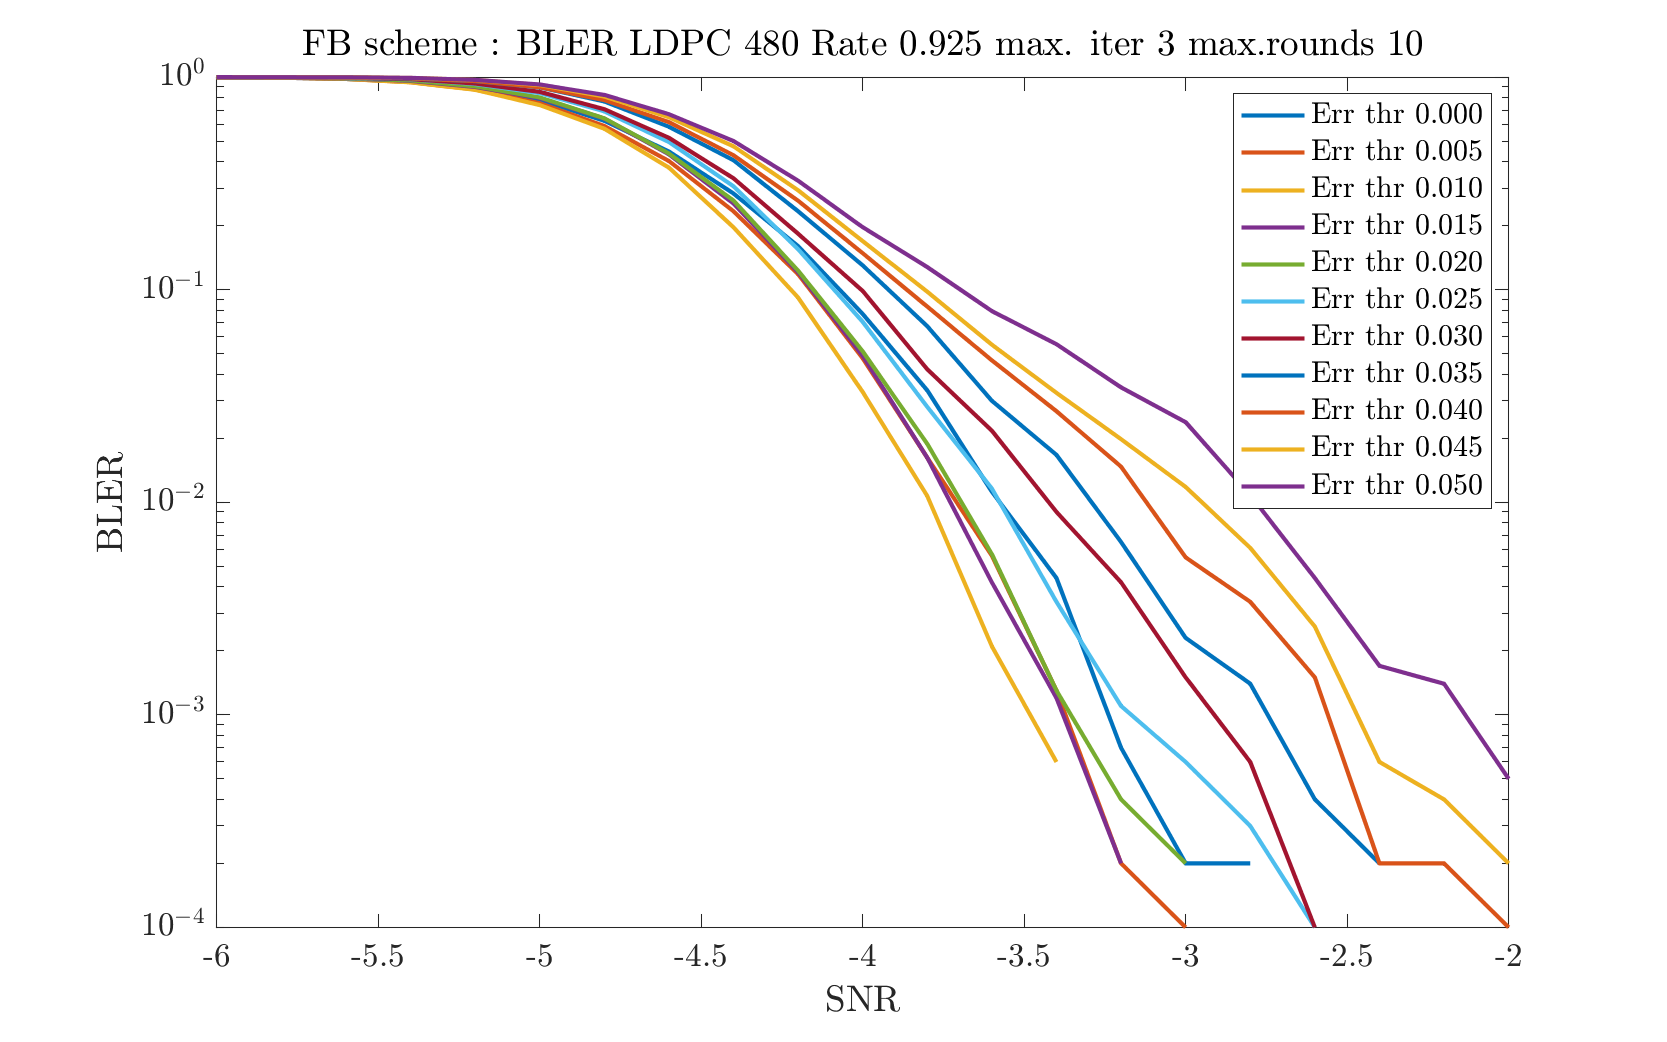 FB scheme : BLER LDPC 480 Rate 0.925 max. iter 3 max.rounds 10
10^0
10^-1
10^-2
10^-3
10^-4
BLER
Err thr 0.000
Err thr 0.005
Err thr 0.010
Err thr 0.015
Err thr 0.020
Err thr 0.025
Err thr 0.030
Err thr 0.035
Err thr 0.040
Err thr 0.045
Err thr 0.050
-6 -5.5 -5 -4.5 -4 -3.5 -3 -2.5 -2
SNR